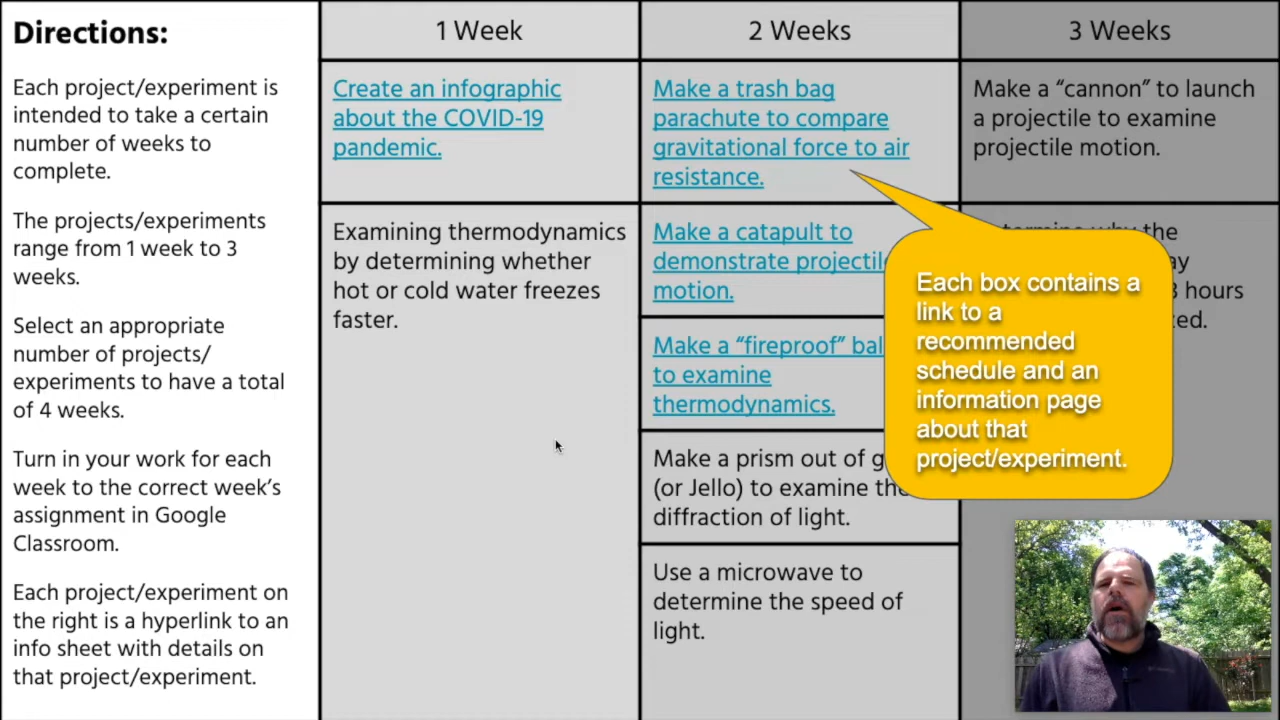 Directions:
Each project/experiment is
intended to take a certain
number of weeks to
complete.
The projects/experiments
range from 1 week to 3
weeks.
Select an appropriate
number of projects/
experiments to have a total
of 4 weeks.
Turn in your work for each
week to the correct week's
assignment in Google
Classroom.
Each project/experiment on
the right is a hyperlink to an
info sheet with details on
that project/experiment.
1 Week
Create an infographic
about the COVID-19
pandemic.
Examining thermodynamics
by determining whether
hot or cold water freezes
faster.
2 Weeks
Make a trash bag
parachute to compare
gravitational force to air
resistance.
Make a catapult to
demonstrate projectile
motion.
Make a “fireproof” bal
to examine
thermodynamics.
Make a prism out of g
(or Jello) to examine the
diffraction of light.
Use a microwave to
determine the speed of
light.
3 Weeks
Make a “cannon” to launch
a projectile to examine
projectile motion.
why the
hours
Each box contains a
link to a
recommended
schedule and an
information page
about that
project/experiment.